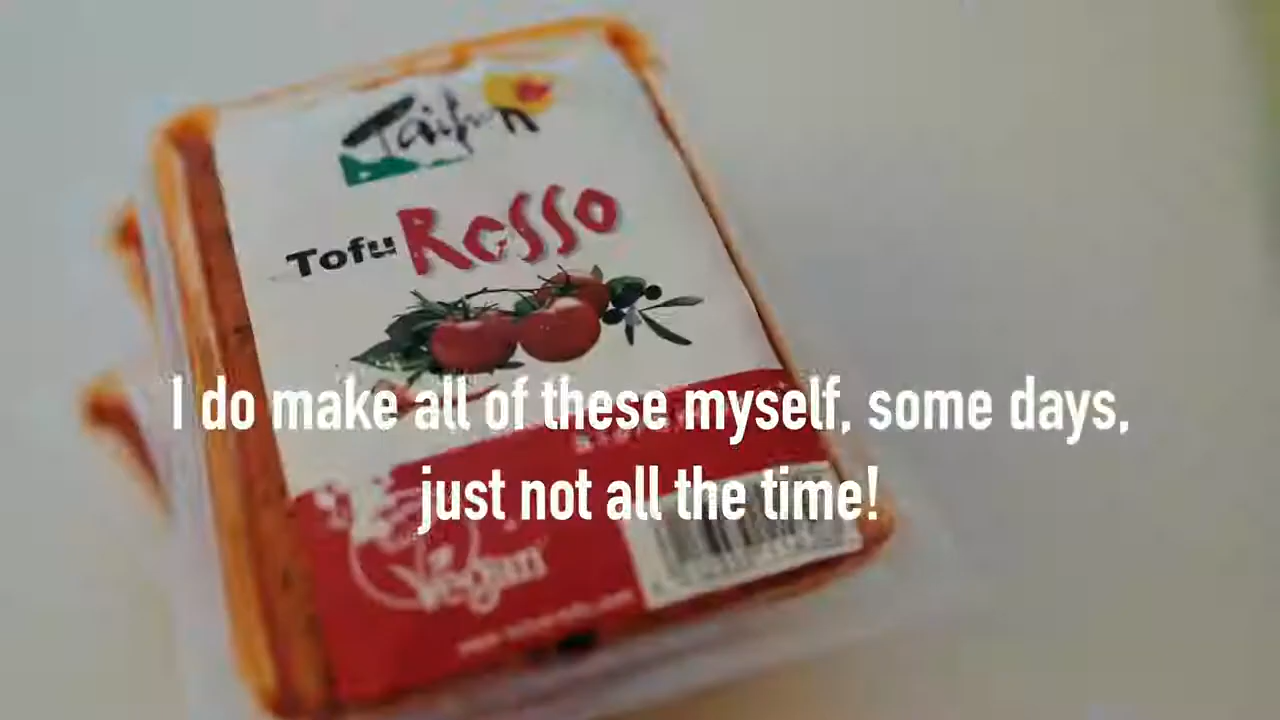 Taifun
Tofu Rosso
I do make all of these myself, some days,
just not all the time!
Vegan